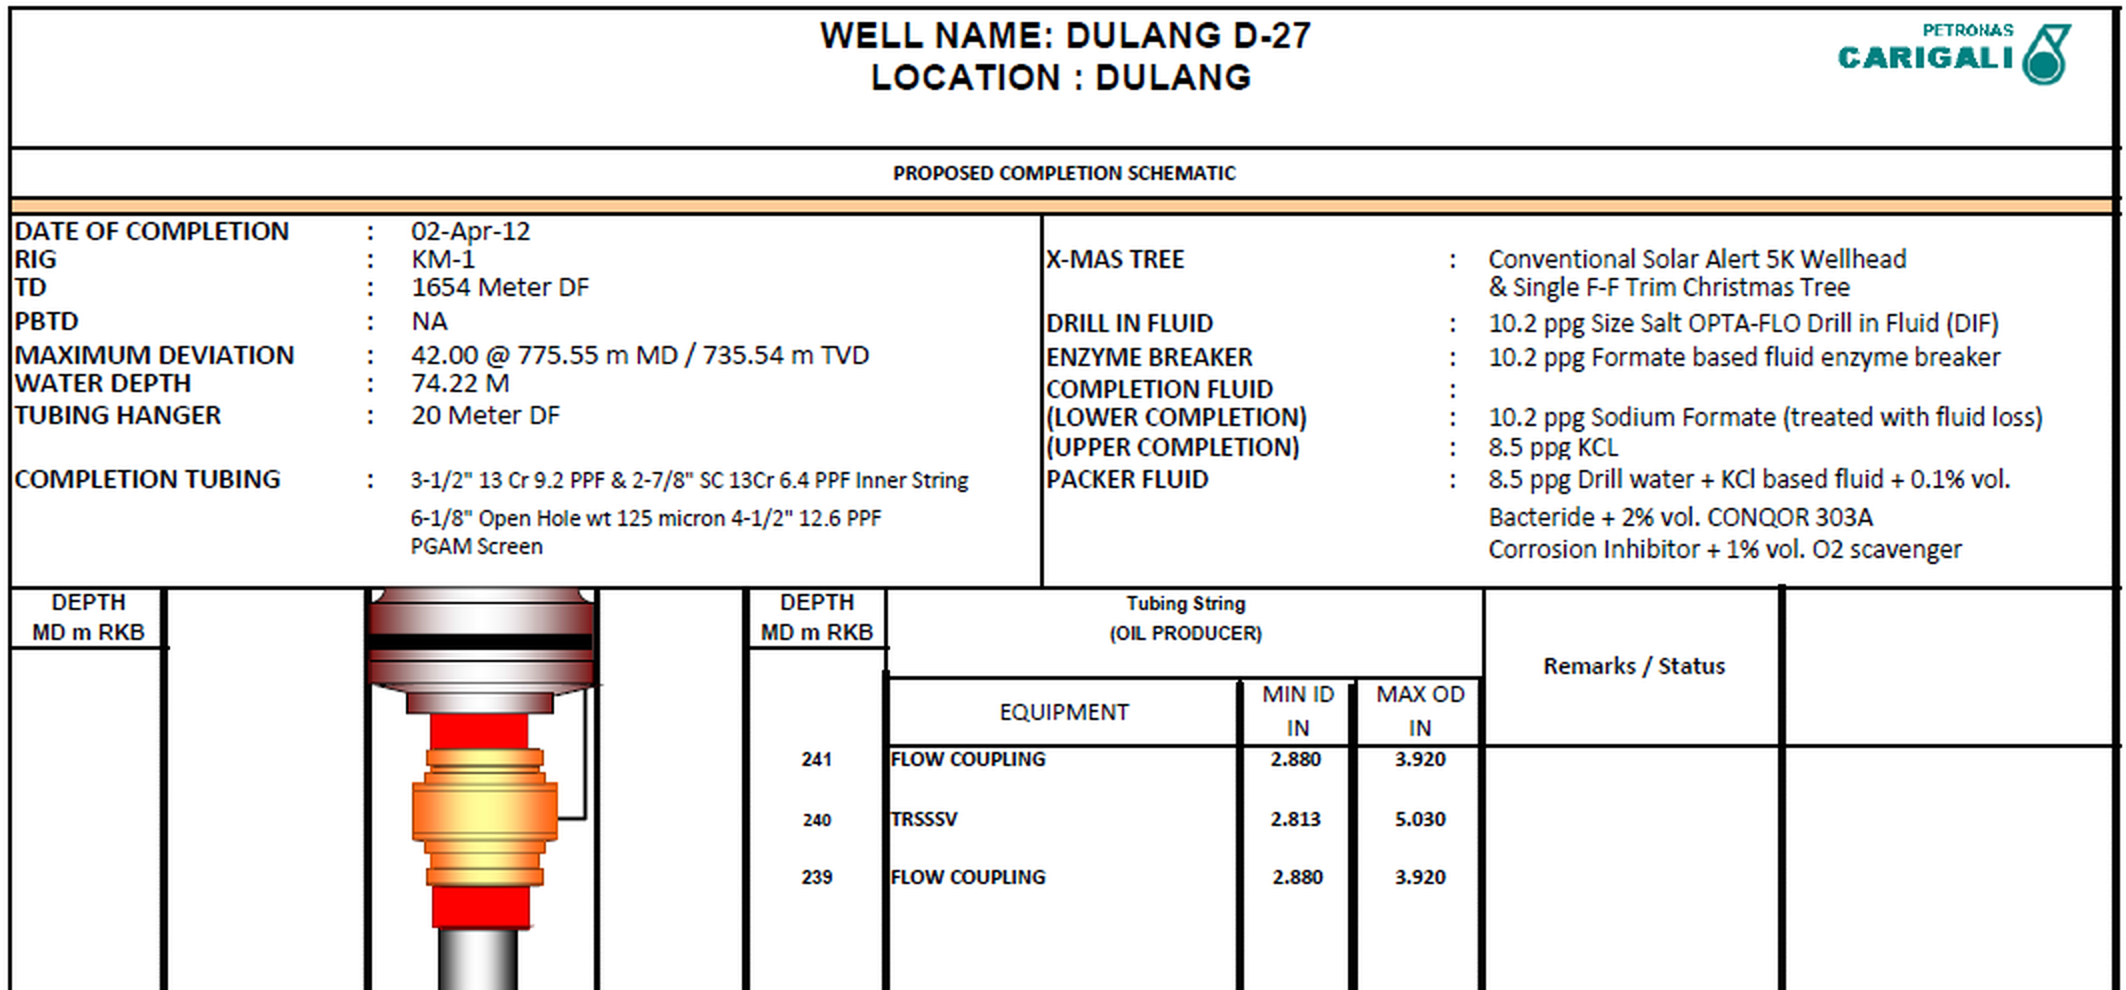 WELL NAME: DULANG D-27
LOCATION : DULANG
PETRONAS
CARIGALI
PROPOSED COMPLETION SCHEMATIC
DATE OF COMPLETION : 02-Apr-12
RIG : KM-1
TD : 1654 Meter DF
PBTD : NA
MAXIMUM DEVIATION : 42.00 @ 775.55 m MD / 735.54 m TVD
WATER DEPTH : 74.22 M
TUBING HANGER : 20 Meter DF
COMPLETION TUBING : 3-1/2" 13 Cr 9.2 PPF & 2-7/8" SC 13Cr 6.4 PPF Inner String
6-1/8" Open Hole wt 125 micron 4-1/2" 12.6 PPF
PGAM Screen
X-MAS TREE : Conventional Solar Alert 5K Wellhead
& Single F-F Trim Christmas Tree
DRILL IN FLUID : 10.2 ppg Size Salt OPTA-FLO Drill in Fluid (DIF)
ENZYME BREAKER : 10.2 ppg Formate based fluid enzyme breaker
COMPLETION FLUID :
(LOWER COMPLETION) : 10.2 ppg Sodium Formate (treated with fluid loss)
(UPPER COMPLETION) : 8.5 ppg KCL
PACKER FLUID : 8.5 ppg Drill water + KCl based fluid + 0.1% vol.
Bacteride + 2% vol. CONQOR 303A
Corrosion Inhibitor + 1% vol. O2 scavenger
DEPTH
MD m RKB
DEPTH
MD m RKB
Tubing String
(OIL PRODUCER)
Remarks / Status
EQUIPMENT
MIN ID
IN
MAX OD
IN
241 FLOW COUPLING 2.880 3.920
240 TRSSSV 2.813 5.030
239 FLOW COUPLING 2.880 3.920